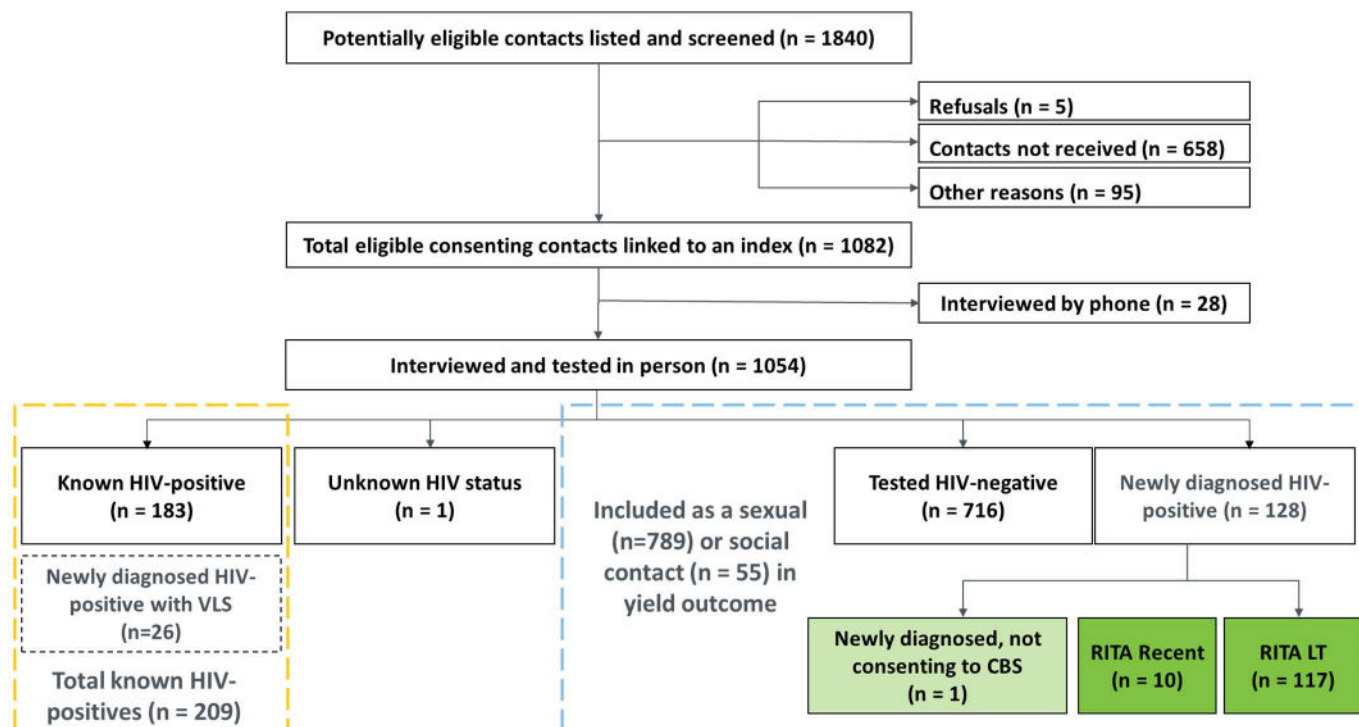 Potentially eligible contacts listed and screened (n = 1840)
Refusals (n = 5)
Contacts not received (n = 658)
Other reasons (n = 95)
Total eligible consenting contacts linked to an index (n = 1082)
Interviewed by phone (n = 28)
Interviewed and tested in person (n = 1054)
Known HIV-positive
(n = 183)
Unknown HIV status
(n = 1)
Included as a sexual
(n=789) or social
contact (n = 55) in
yield outcome
Tested HIV-negative
(n = 716)
Newly diagnosed HIV-
positive (n = 128)
Newly diagnosed HIV-
positive with VLS
(n=26)
Total known HIV-
positives (n = 209)
Newly diagnosed, not
consenting to CBS
(n = 1)
RITA Recent
(n = 10)
RITA LT
(n = 117)